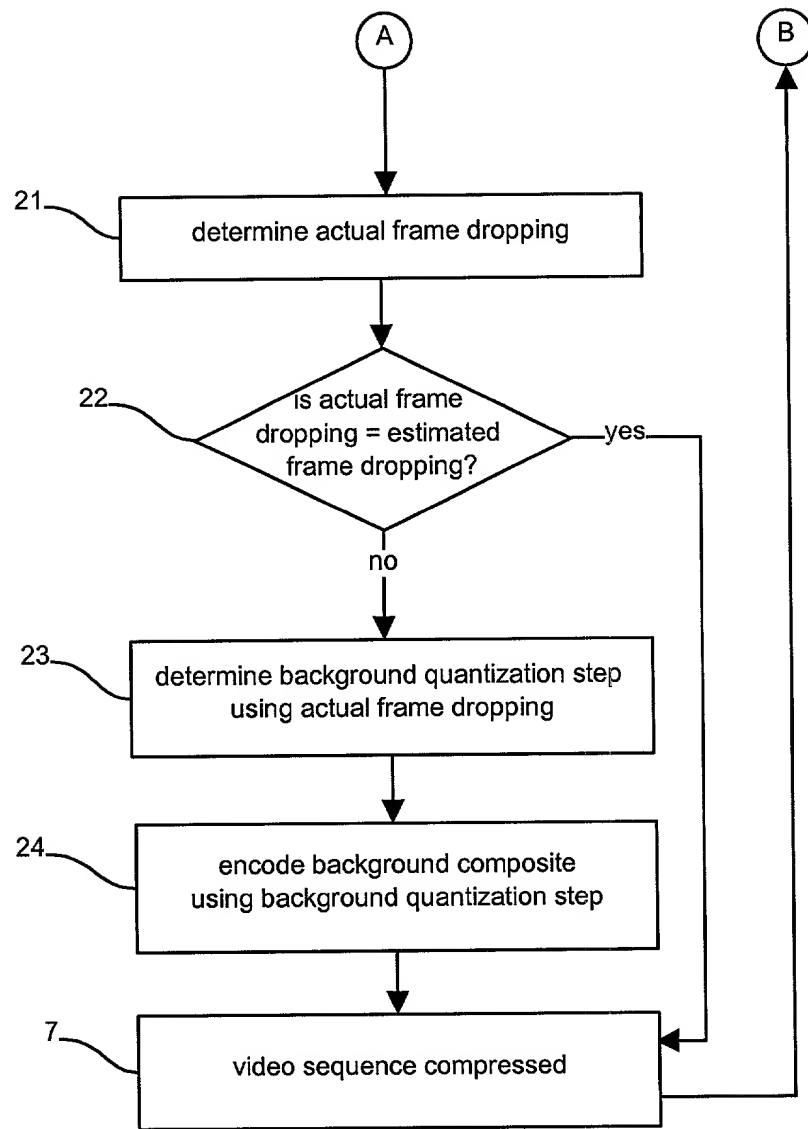 A
B
21
determine actual frame dropping
22
is actual frame
dropping = estimated
frame dropping?
yes
no
23
determine background quantization step
using actual frame dropping
24
encode background composite
using background quantization step
7
video sequence compressed